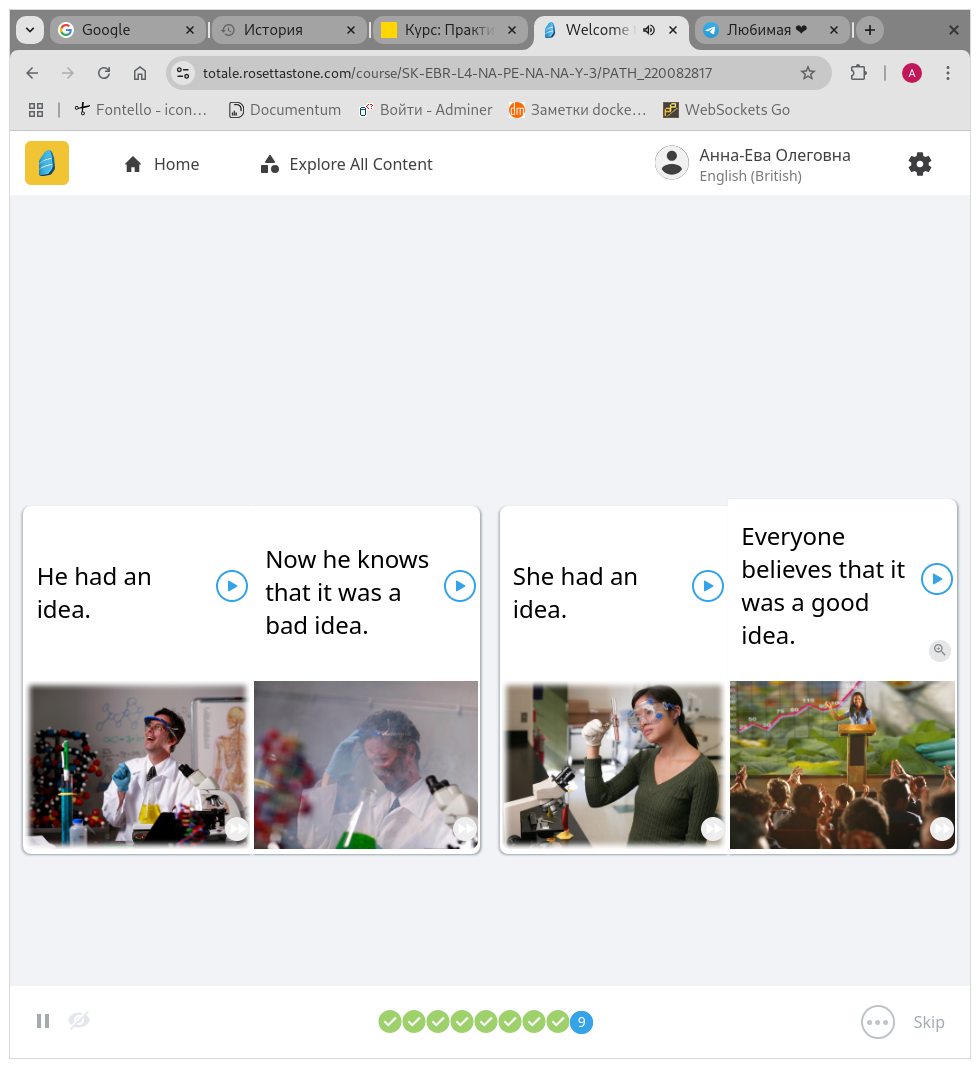 Google
История
Курс: Практи
Welcome
Любимая ❤
totale.rosettastone.com/course/SK-EBR-L4-NA-PE-NA-NA-Y-3/PATH_220082817
A
Fontello - icon…
Documentum
Войти - Adminer
dm
Заметки docke…
WebSockets Go
Home
Explore All Content
Анна-Ева Олеговна
English (British)
He had an
idea.
Now he knows
that it was a
bad idea.
She had an
idea.
Everyone
believes that it
was a good
idea.
9
Skip